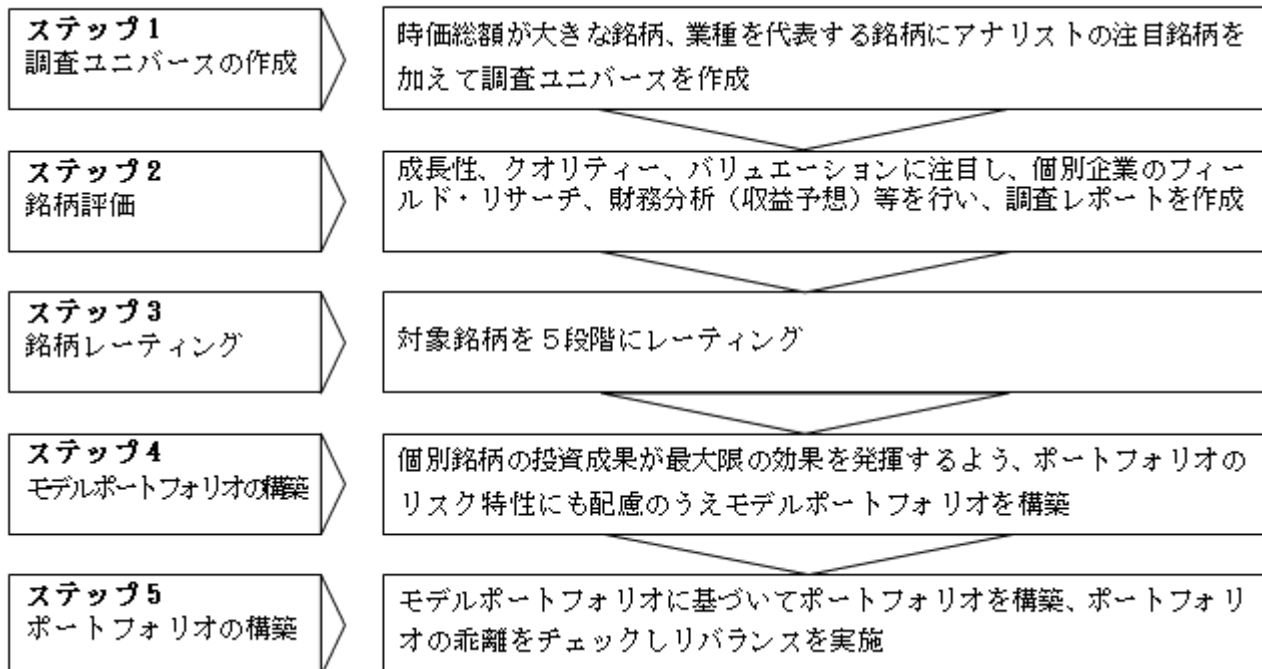 ステップ1
調査ユニバースの作成
時価総額が大きな銘柄、業種を代表する銘柄にアナリストの注目銘柄を
加えて調査ユニバースを作成
ステップ2
銘柄評価
成長性、クオリティー、バリュエーションに注目し、個別企業のフィー
ルド・リサーチ、財務分析（収益予想）等を行い、調査レポートを作成
ステップ3
銘柄レーティング
対象銘柄を５段階にレーティング
ステップ4
モデルポートフォリオの構築
個別銘柄の投資成果が最大限の効果を発揮するよう、ポートフォリオの
リスク特性にも配慮のうえモデルポートフォリオを構築
ステップ5
ポートフォリオの構築
モデルポートフォリオに基づいてポートフォリオを構築、ポートフォリ
オの乖離をチェックしリバランスを実施